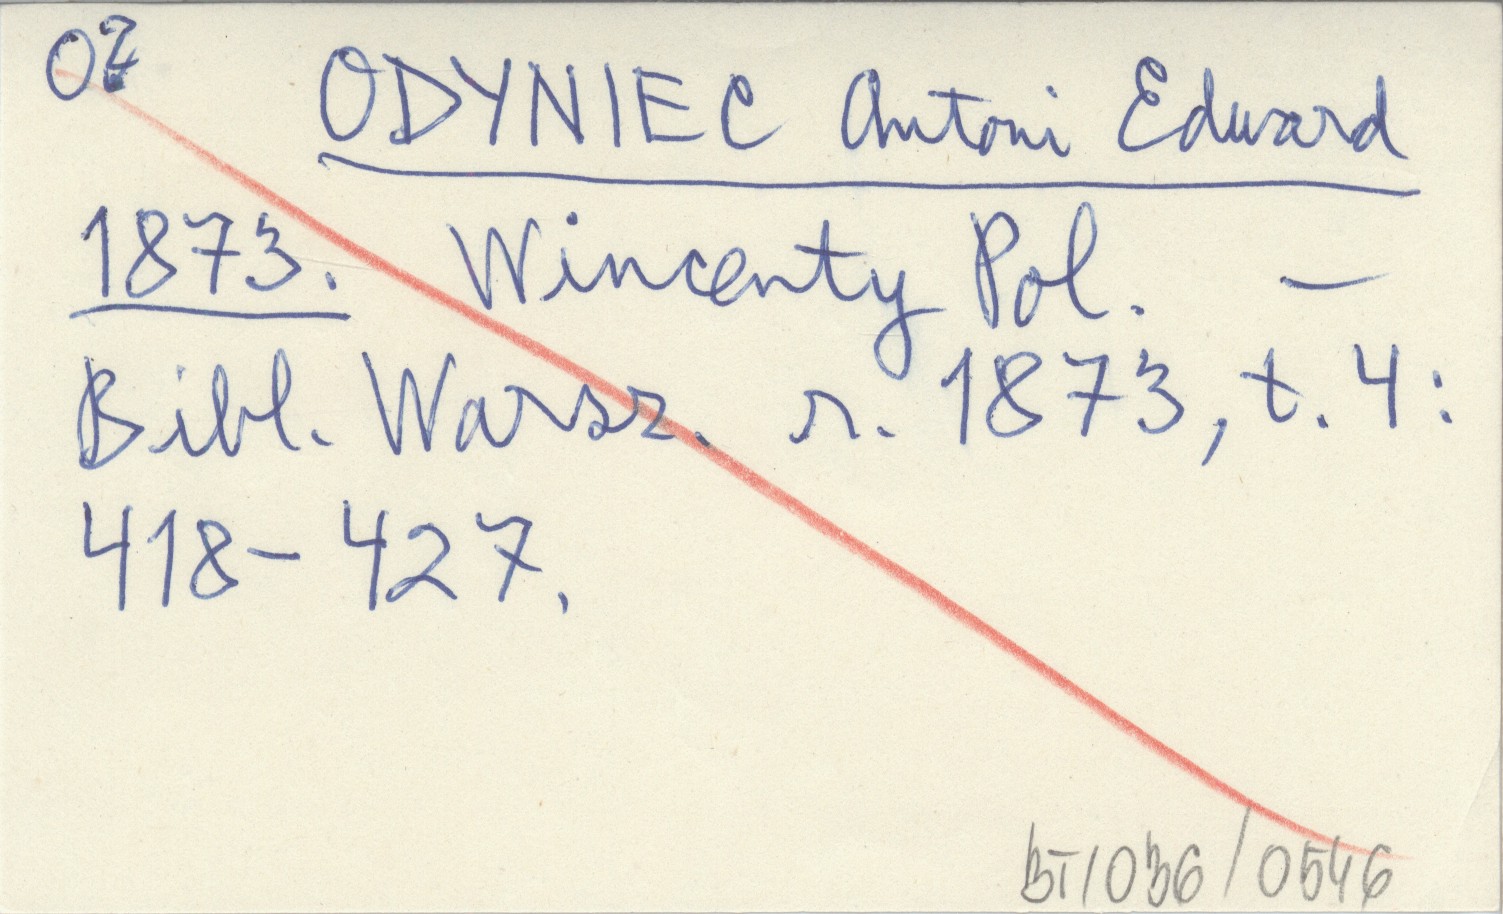 OZ
ODYNIEC Antoni Edward
1873. Wincenty Pol. —
Bibl. Warsz. r. 1873, t. 4:
418-427.
BT/036/0546